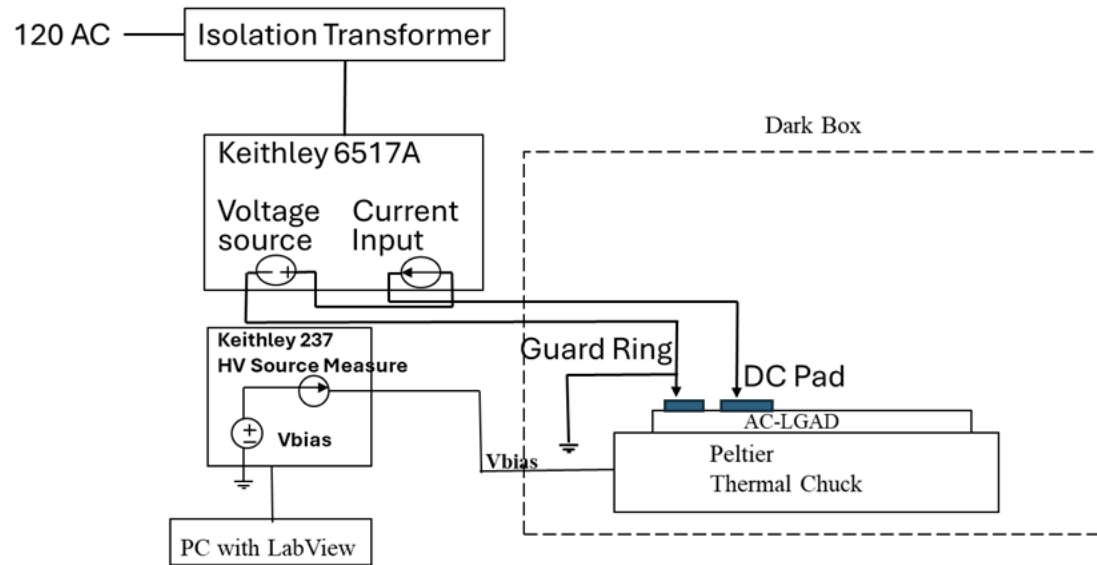 120 AC
Isolation Transformer
Dark Box
Keithley 6517A
Voltage
source
Current
Input
- +
Keithley 237
HV Source Measure
Guard Ring
DC Pad
AC-LGAD
+
-
Vbias
Vbias
Peltier
Thermal Chuck
PC with LabView